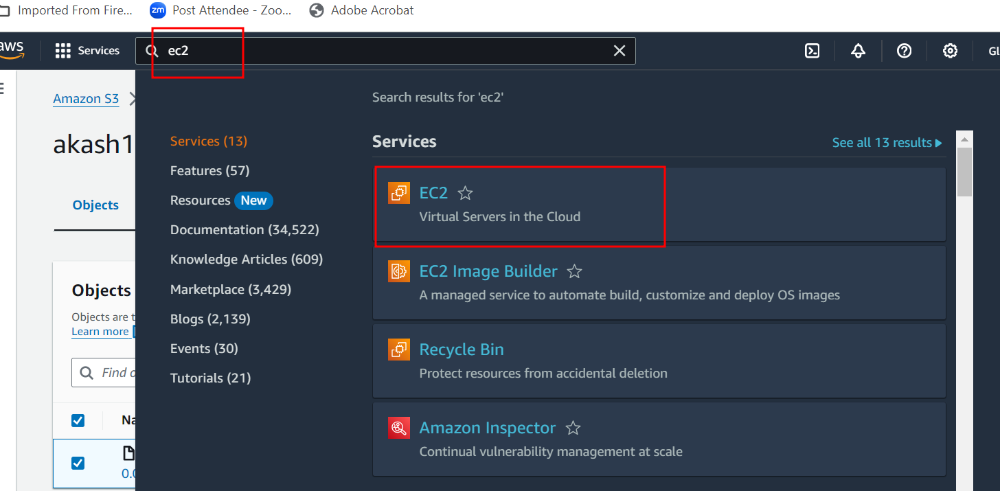 Imported From Fire... zm Post Attendee - Zoo... Adobe Acrobat
aws Services ec2 Gl
Amazon S3
akash1
Objects
Objects
Objects are t
Learn more
Find o
Na
0.0
Search results for 'ec2'
Services (13)
Features (57)
Resources New
Documentation (34,522)
Knowledge Articles (609)
Marketplace (3,429)
Blogs (2,139)
Events (30)
Tutorials (21)
Services See all 13 results
EC2
Virtual Servers in the Cloud
EC2 Image Builder
A managed service to automate build, customize and deploy OS images
Recycle Bin
Protect resources from accidental deletion
Amazon Inspector
Continual vulnerability management at scale